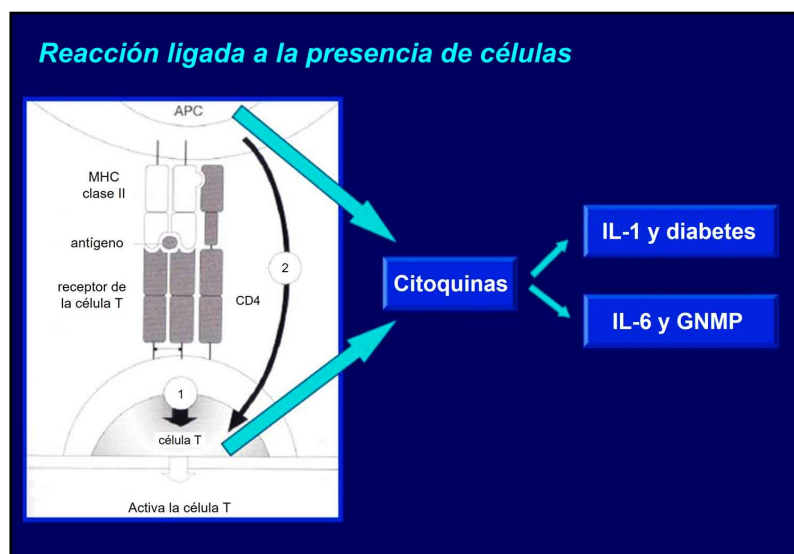 Reacción ligada a la presencia de células
APC
MHC
clase II
antígeno
receptor de
la célula T
CD4
2
1
célula T
Activa la célula T
Citoquinas
IL-1 y diabetes
IL-6 y GNMP